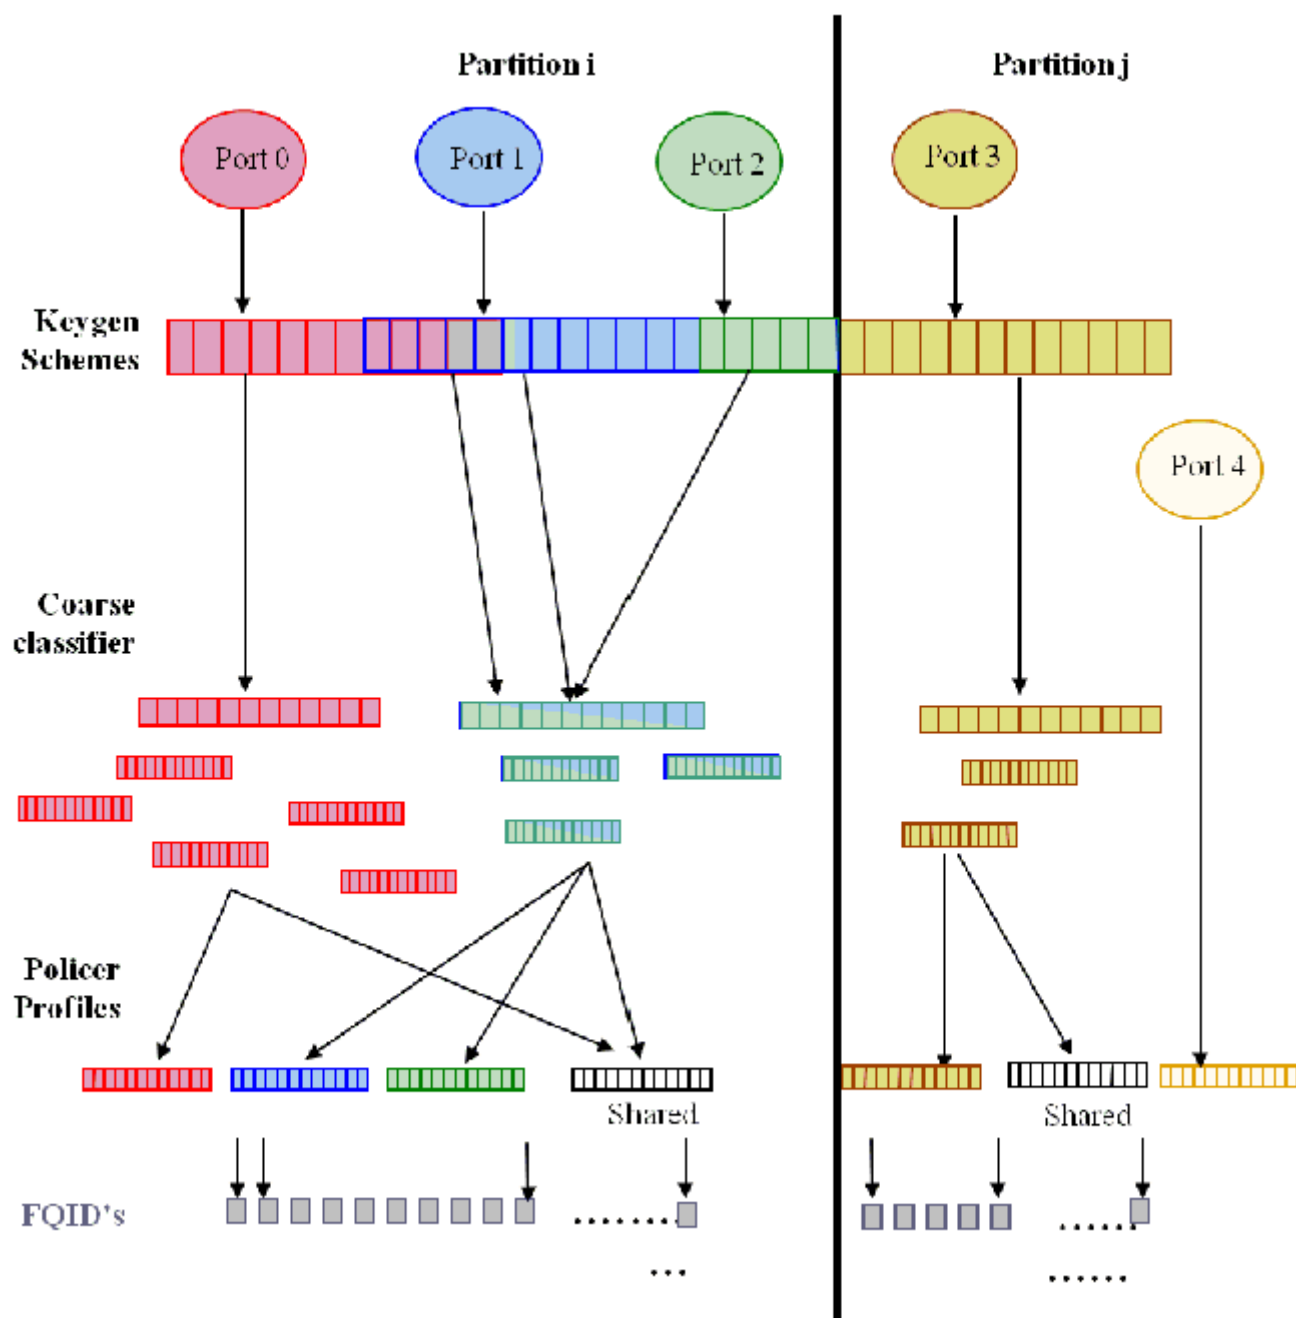 Partition i
Partition j
Port 0
Port 1
Port 2
Port 3
Keygen
Schemes
Port 4
Coarse
classifier
Policer
Profiles
Shared
Shared
FQID's